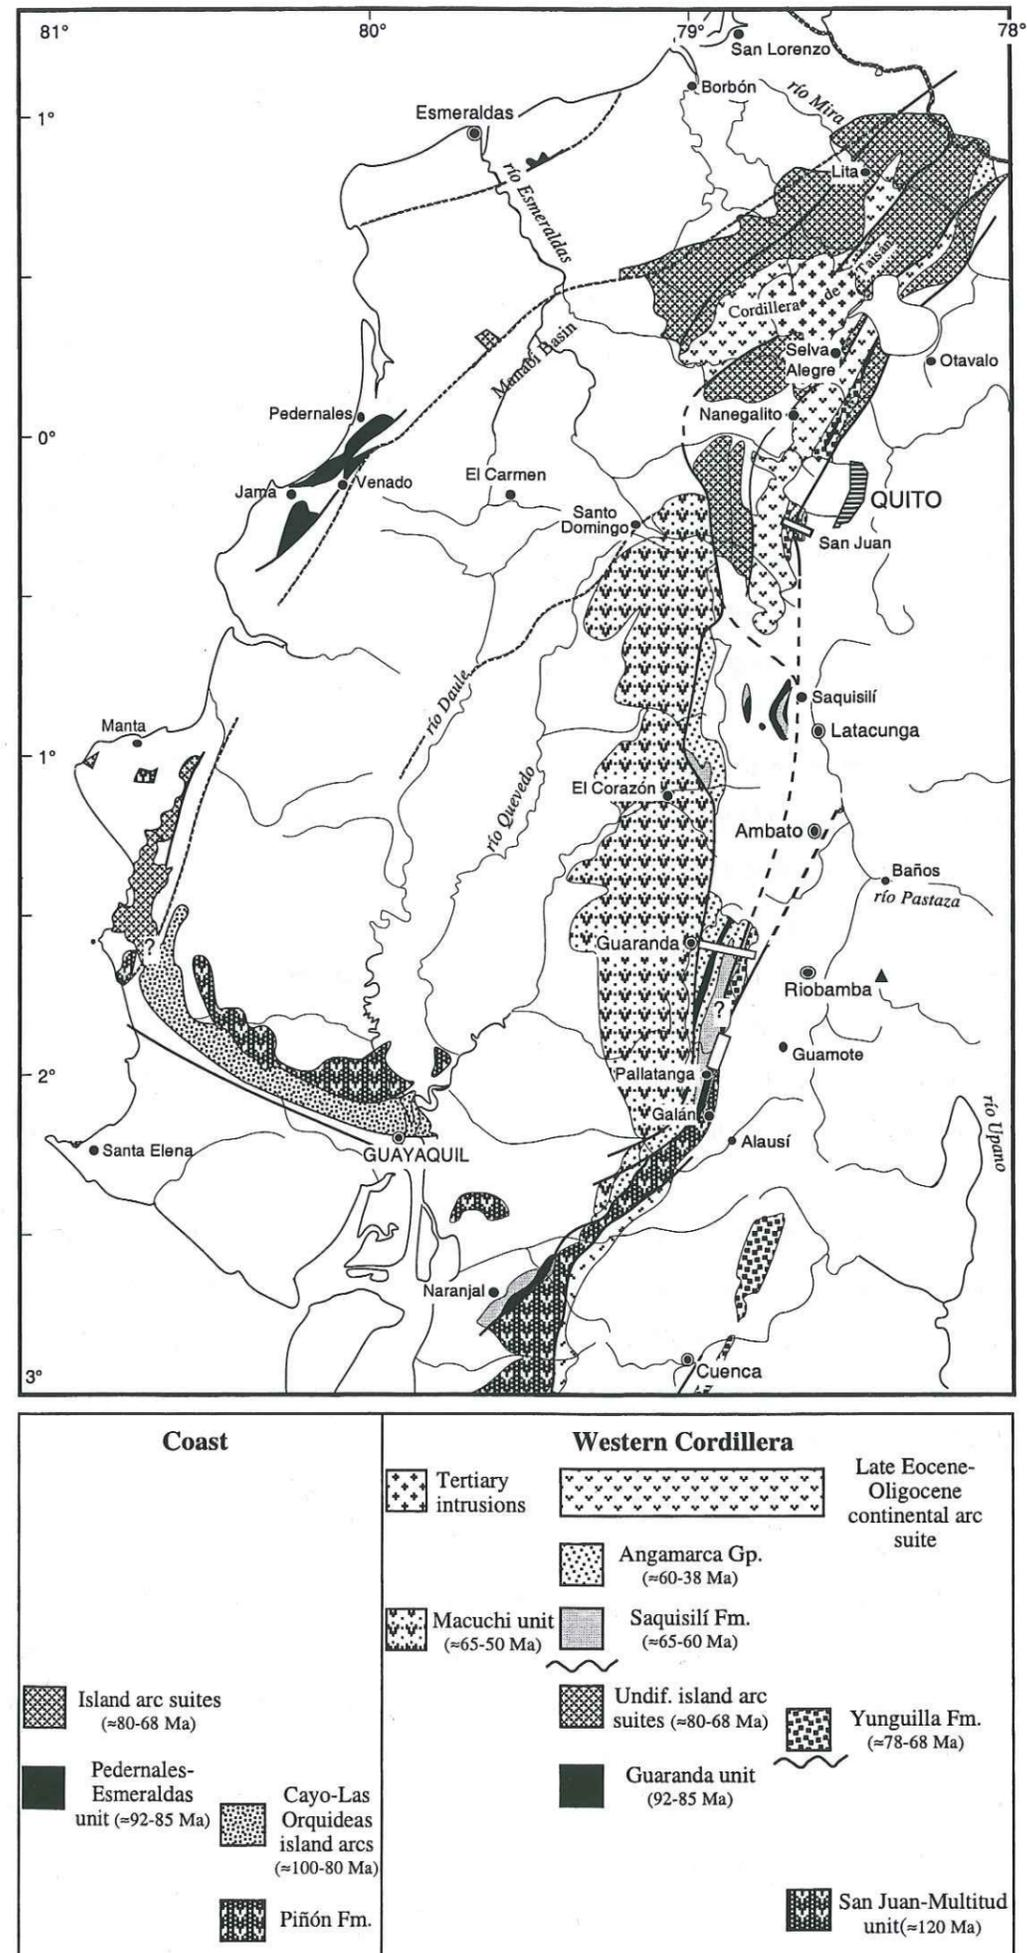 81°
80°
79°
78°
San Lorenzo
Borbón
río Mira
1°
Esmeraldas
Lita
río Esmeraldas
Cordillera de Taisán
Manabi Basin
Selva
Alegre
Otavalo
Pedernales
Nanegalito
0°
Venado
El Carmen
Jama
QUITO
Santo
Domingo
San Juan
río Daule
Saquisilí
Manta
Latacunga
1°
El Corazón
río Quevedo
Ambato
Baños
río Pastaza
Guaranda
?
Riobamba
?
Guamote
2°
Pallatanga
Galán
río Upano
Santa Elena
GUAYAQUIL
Alausí
Naranjal
3°
Cuenca
Coast
Western Cordillera
Tertiary
intrusions
Late Eocene-
Oligocene
continental arc
suite
Angamarca Gp.
(≈60-38 Ma)
Macuchi unit
(≈65-50 Ma)
Saquisilí Fm.
(≈65-60 Ma)
Island arc suites
(≈80-68 Ma)
Undif. island arc
suites (≈80-68 Ma)
Yunguilla Fm.
(≈78-68 Ma)
Pedernales-
Esmeraldas
unit (≈92-85 Ma)
Guaranda unit
(92-85 Ma)
Cayo-Las
Orquideas
island arcs
(≈100-80 Ma)
Piñón Fm.
San Juan-Multitud
unit(≈120 Ma)